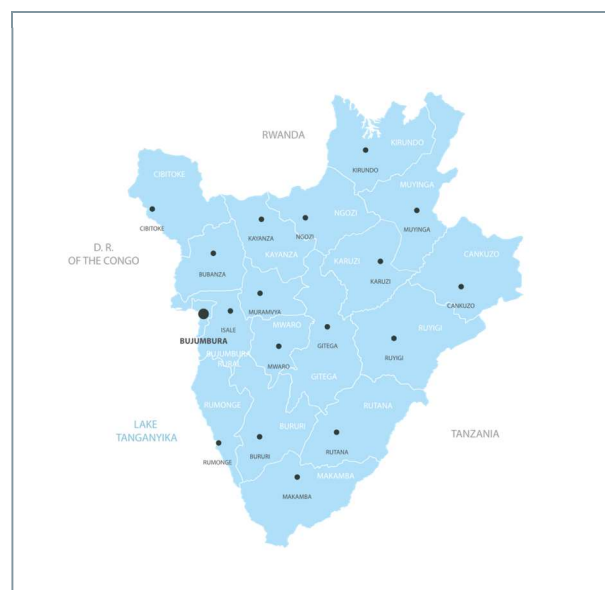 RWANDA
KIRUNDO
KIRUNDO
CIBITOKE
MUYINGA
CIBITOKE
NGOZI
KAYANZA
NGOZI
MUYINGA
D. R.
OF THE CONGO
KAYANZA
KARUZI
CANKUZO
BUBANZA
KARUZI
CANKUZO
MURAMVYA
ISALE
MWARO
RUYIGI
BUJUMBURA
GITEGA
RUYIGI
BUJUMBURA
RURAL
MWARO
GITEGA
RUMONGE
RUTANA
LAKE
TANGANYIKA
BURURI
TANZANIA
RUMONGE
BURURI
RUTANA
MAKAMBA
MAKAMBA